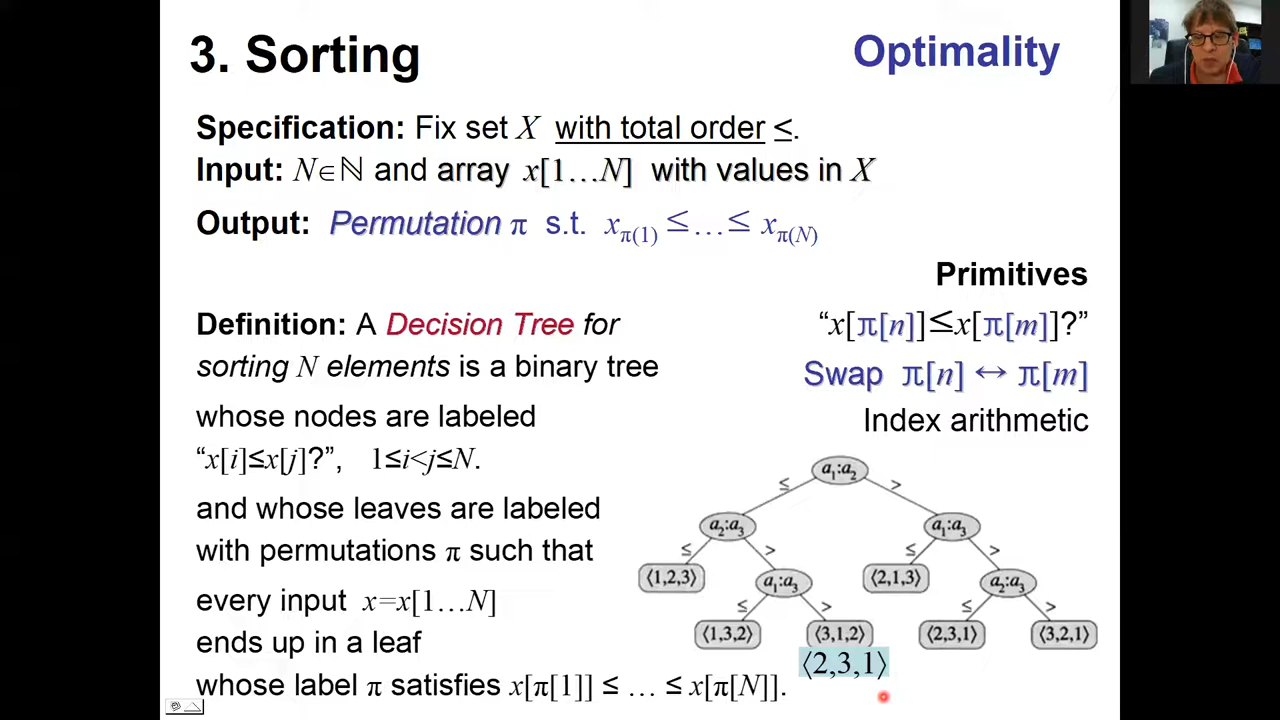 3. Sorting
Optimality
Specification: Fix set X with total order ≤.
Input: N∈ℕ and array x[1…N] with values in X
Output: Permutation π s.t. xπ(1) ≤…≤ xπ(N)
Primitives
“x[π[n]]≤x[π[m]]?”
Swap π[n] ↔ π[m]
Index arithmetic
Definition: A Decision Tree for
sorting N elements is a binary tree
whose nodes are labeled
“x[i]≤x[j]?”, 1≤i<j≤N.
and whose leaves are labeled
with permutations π such that
every input x=x[1…N]
ends up in a leaf
whose label π satisfies x[π[1]] ≤ … ≤ x[π[N]].
a1:a2
≤ >
a2:a3 a1:a3
≤ > ≤ >
⟨1,2,3⟩ a1:a3 ⟨2,1,3⟩ a2:a3
≤ > ≤ >
⟨1,3,2⟩ ⟨3,1,2⟩ ⟨2,3,1⟩ ⟨3,2,1⟩
⟨2,3,1⟩